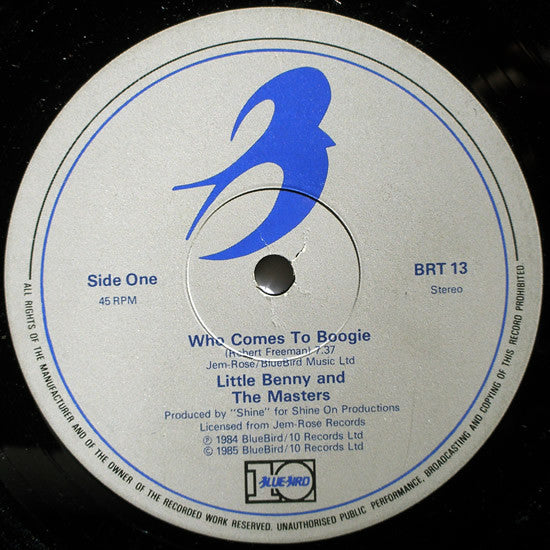 Side One
45 RPM
BRT 13
Stereo
Who Comes To Boogie
(Robert Freeman) 7.37
Jem-Rose/BlueBird Music Ltd
Little Benny and
The Masters
Produced by "Shine" for Shine On Productions
Licensed from Jem-Rose Records
℗ 1984 BlueBird/10 Records Ltd
© 1985 BlueBird/10 Records Ltd
10 BLUE-BIRD
ALL RIGHTS OF THE MANUFACTURER AND OF THE OWNER OF THE RECORDED WORK RESERVED. UNAUTHORISED PUBLIC PERFORMANCE, BROADCASTING AND COPYING OF THIS RECORD PROHIBITED